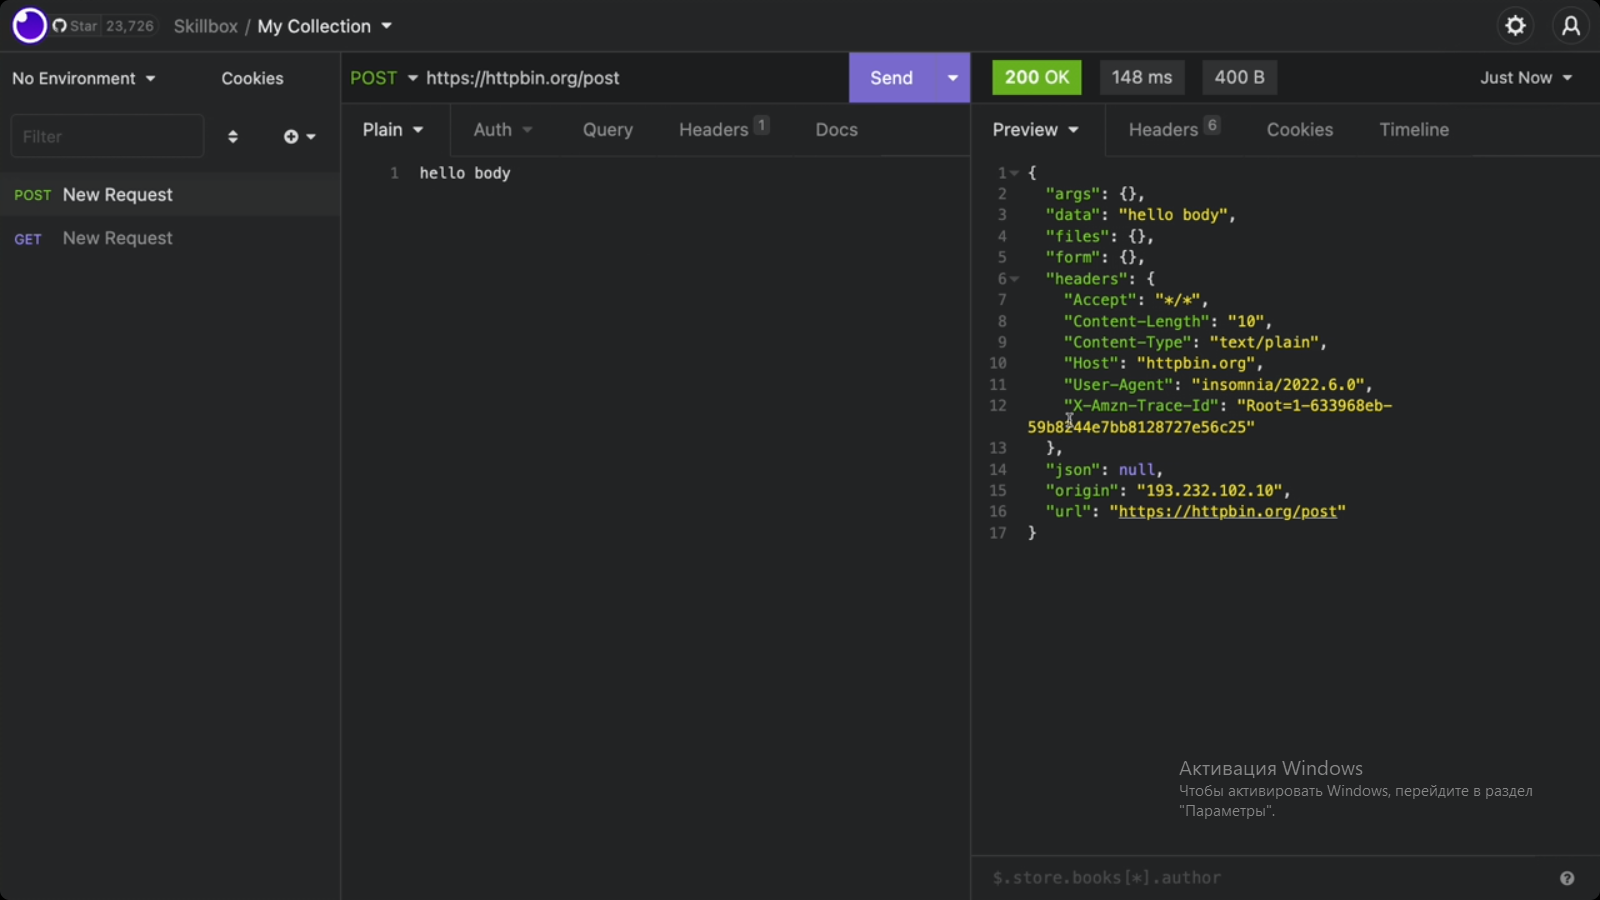 Star 23,726 Skillbox / My Collection
No Environment Cookies
Filter
POST New Request
GET New Request
POST https://httpbin.org/post Send
Plain Auth Query Headers 1 Docs
1 hello body
200 OK 148 ms 400 B Just Now
Preview Headers 6 Cookies Timeline
1 {
2 "args": {},
3 "data": "hello body",
4 "files": {},
5 "form": {},
6 "headers": {
7 "Accept": "*/*",
8 "Content-Length": "10",
9 "Content-Type": "text/plain",
10 "Host": "httpbin.org",
11 "User-Agent": "insomnia/2022.6.0",
12 "X-Amzn-Trace-Id": "Root=1-633968eb-
59b8244e7bb8128727e56c25"
13 },
14 "json": null,
15 "origin": "193.232.102.10",
16 "url": "https://httpbin.org/post"
17 }
Активация Windows
Чтобы активировать Windows, перейдите в раздел
"Параметры".
$.store.books[*].author